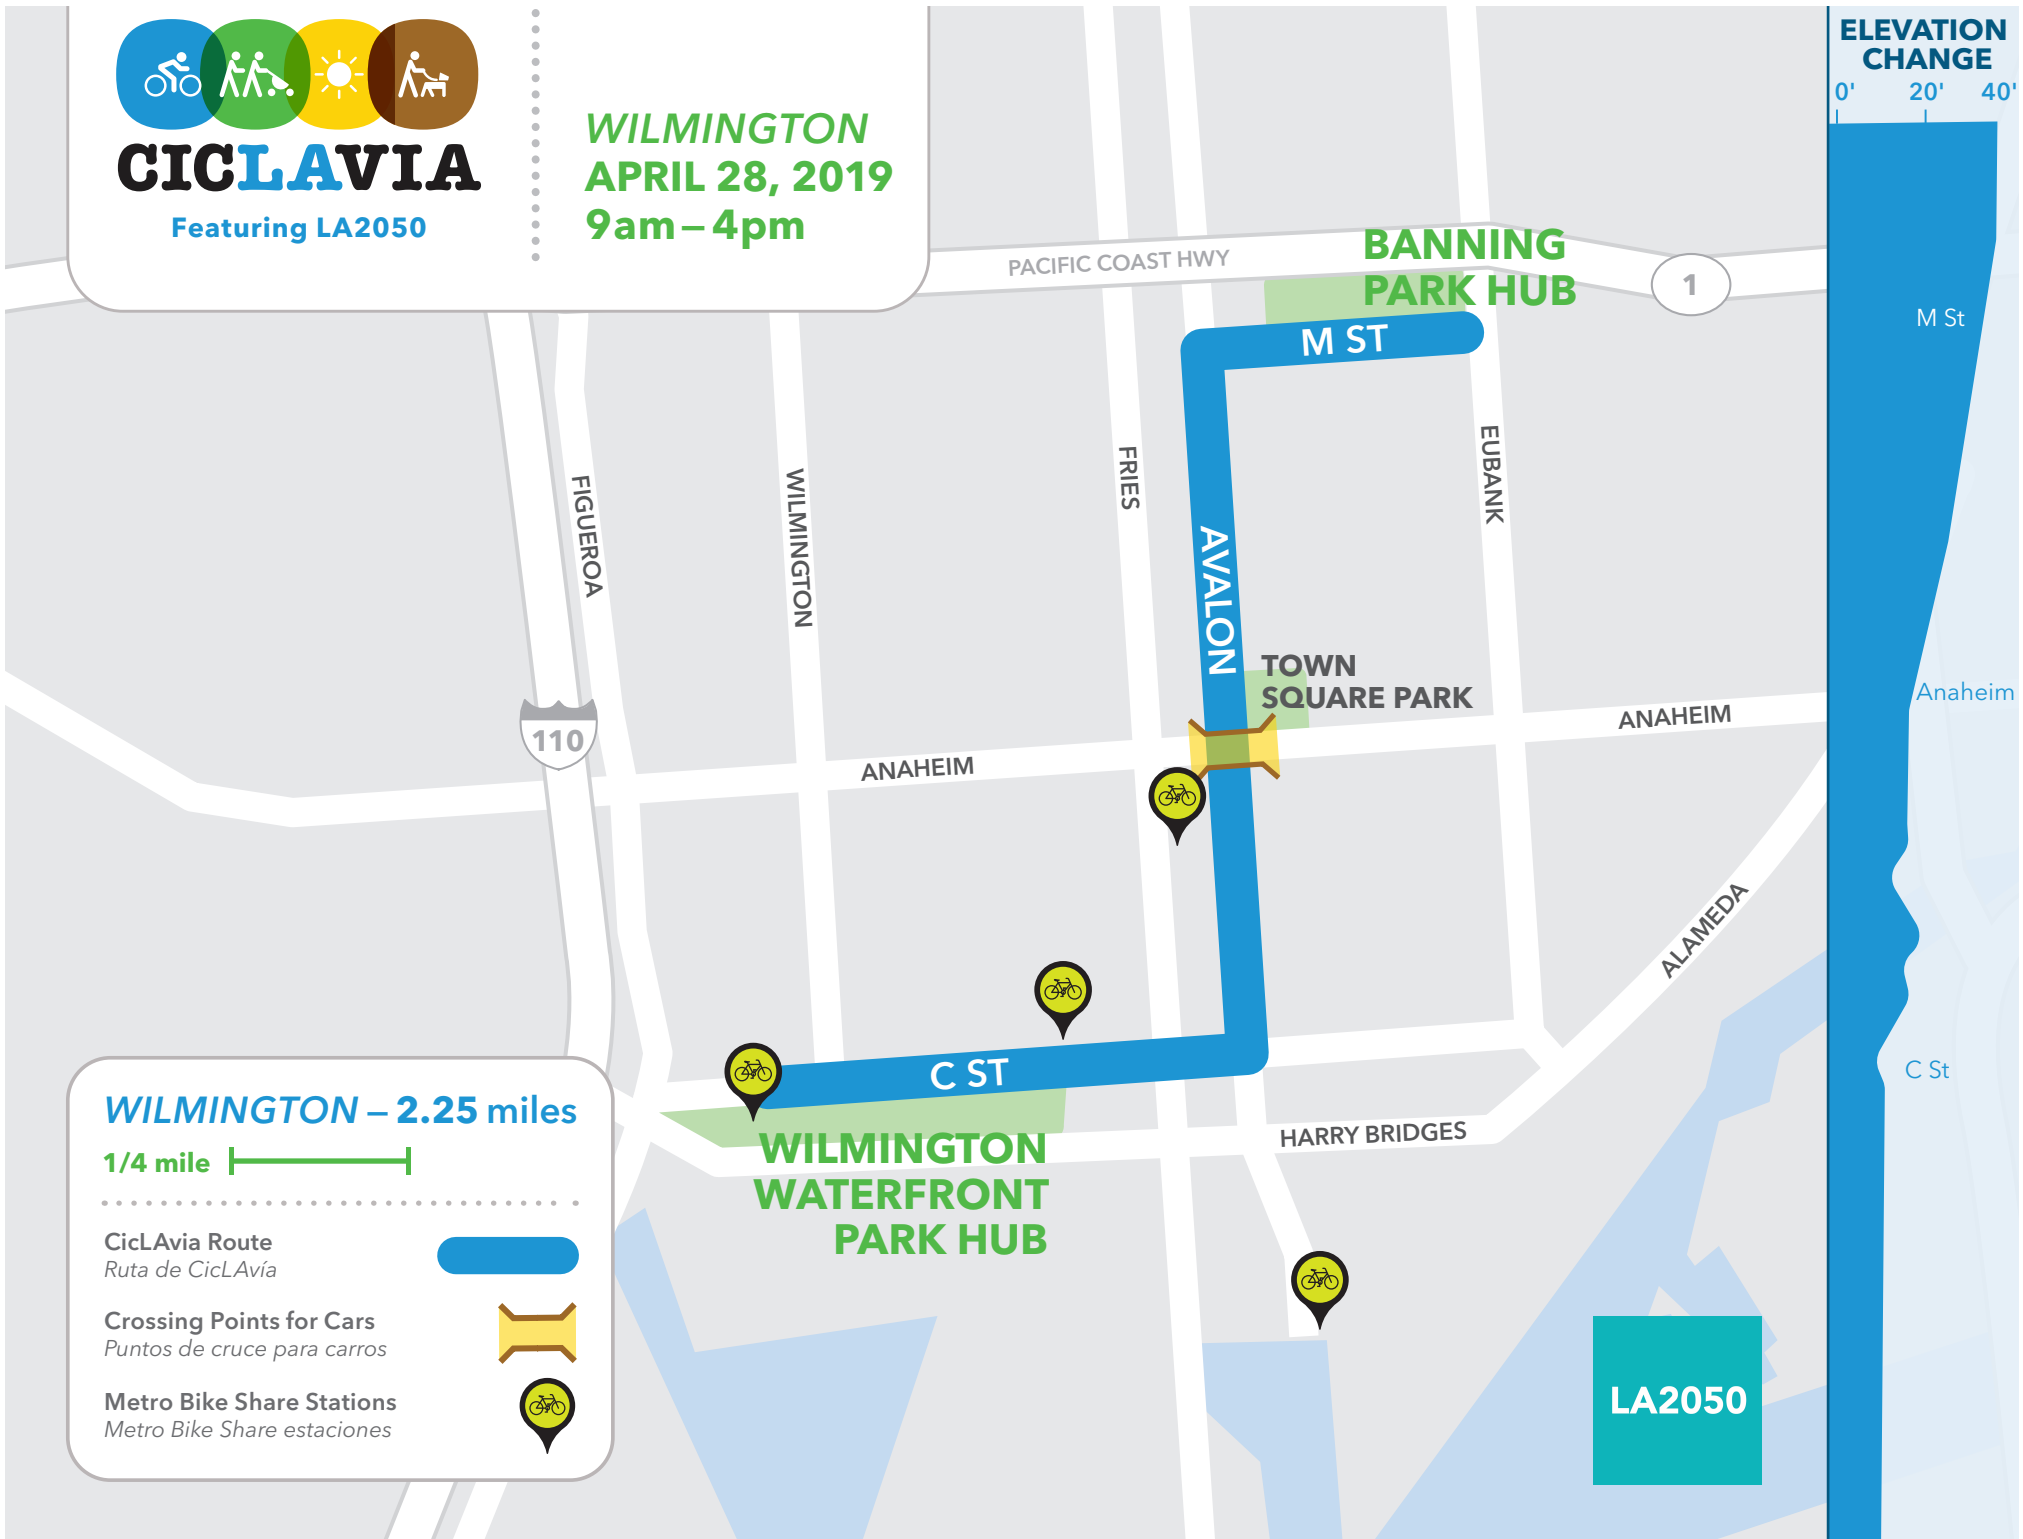 CICLAVIA
Featuring LA2050
WILMINGTON
APRIL 28, 2019
9am – 4pm
ELEVATION
CHANGE
0' 20' 40'
M St
Anaheim
C St
PACIFIC COAST HWY
1
BANNING
PARK HUB
M ST
FIGUEROA
WILMINGTON
FRIES
AVALON
EUBANK
TOWN
SQUARE PARK
110
ANAHEIM
ANAHEIM
ALAMEDA
C ST
HARRY BRIDGES
WILMINGTON
WATERFRONT
PARK HUB
WILMINGTON – 2.25 miles
1/4 mile
CicLAvia Route
Ruta de CicLAvía
Crossing Points for Cars
Puntos de cruce para carros
Metro Bike Share Stations
Metro Bike Share estaciones
LA2050